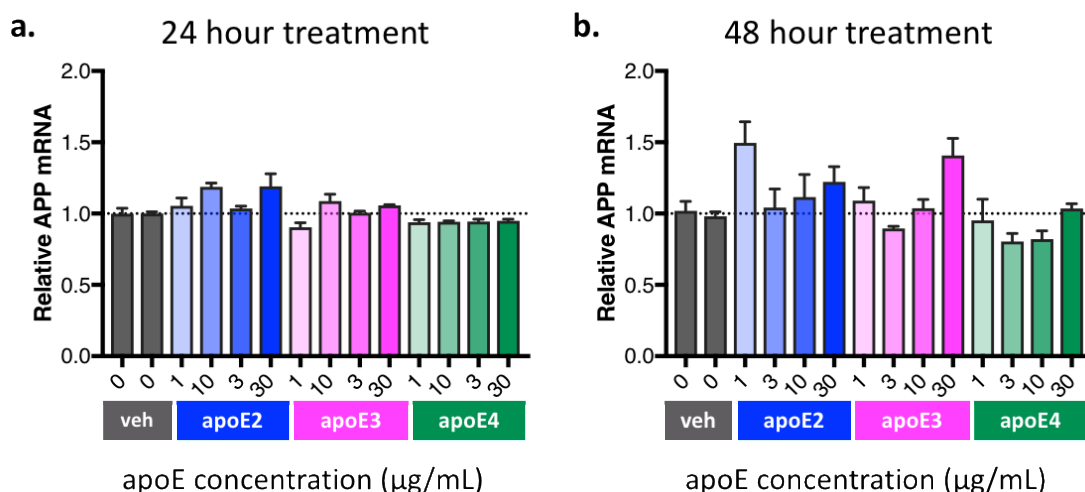 a.
24 hour treatment
Relative APP mRNA
2.0
1.5
1.0
0.5
0.0
0 0 1 10 3 30 1 10 3 30 1 10 3 30
veh apoE2 apoE3 apoE4
apoE concentration (µg/mL)
b.
48 hour treatment
Relative APP mRNA
2.0
1.5
1.0
0.5
0.0
0 0 1 3 10 30 1 3 10 30 1 3 10 30
veh apoE2 apoE3 apoE4
apoE concentration (µg/mL)